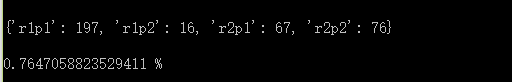 {'r1p1': 197, 'r1p2': 16, 'r2p1': 67, 'r2p2': 76}
0.7647058823529411 %